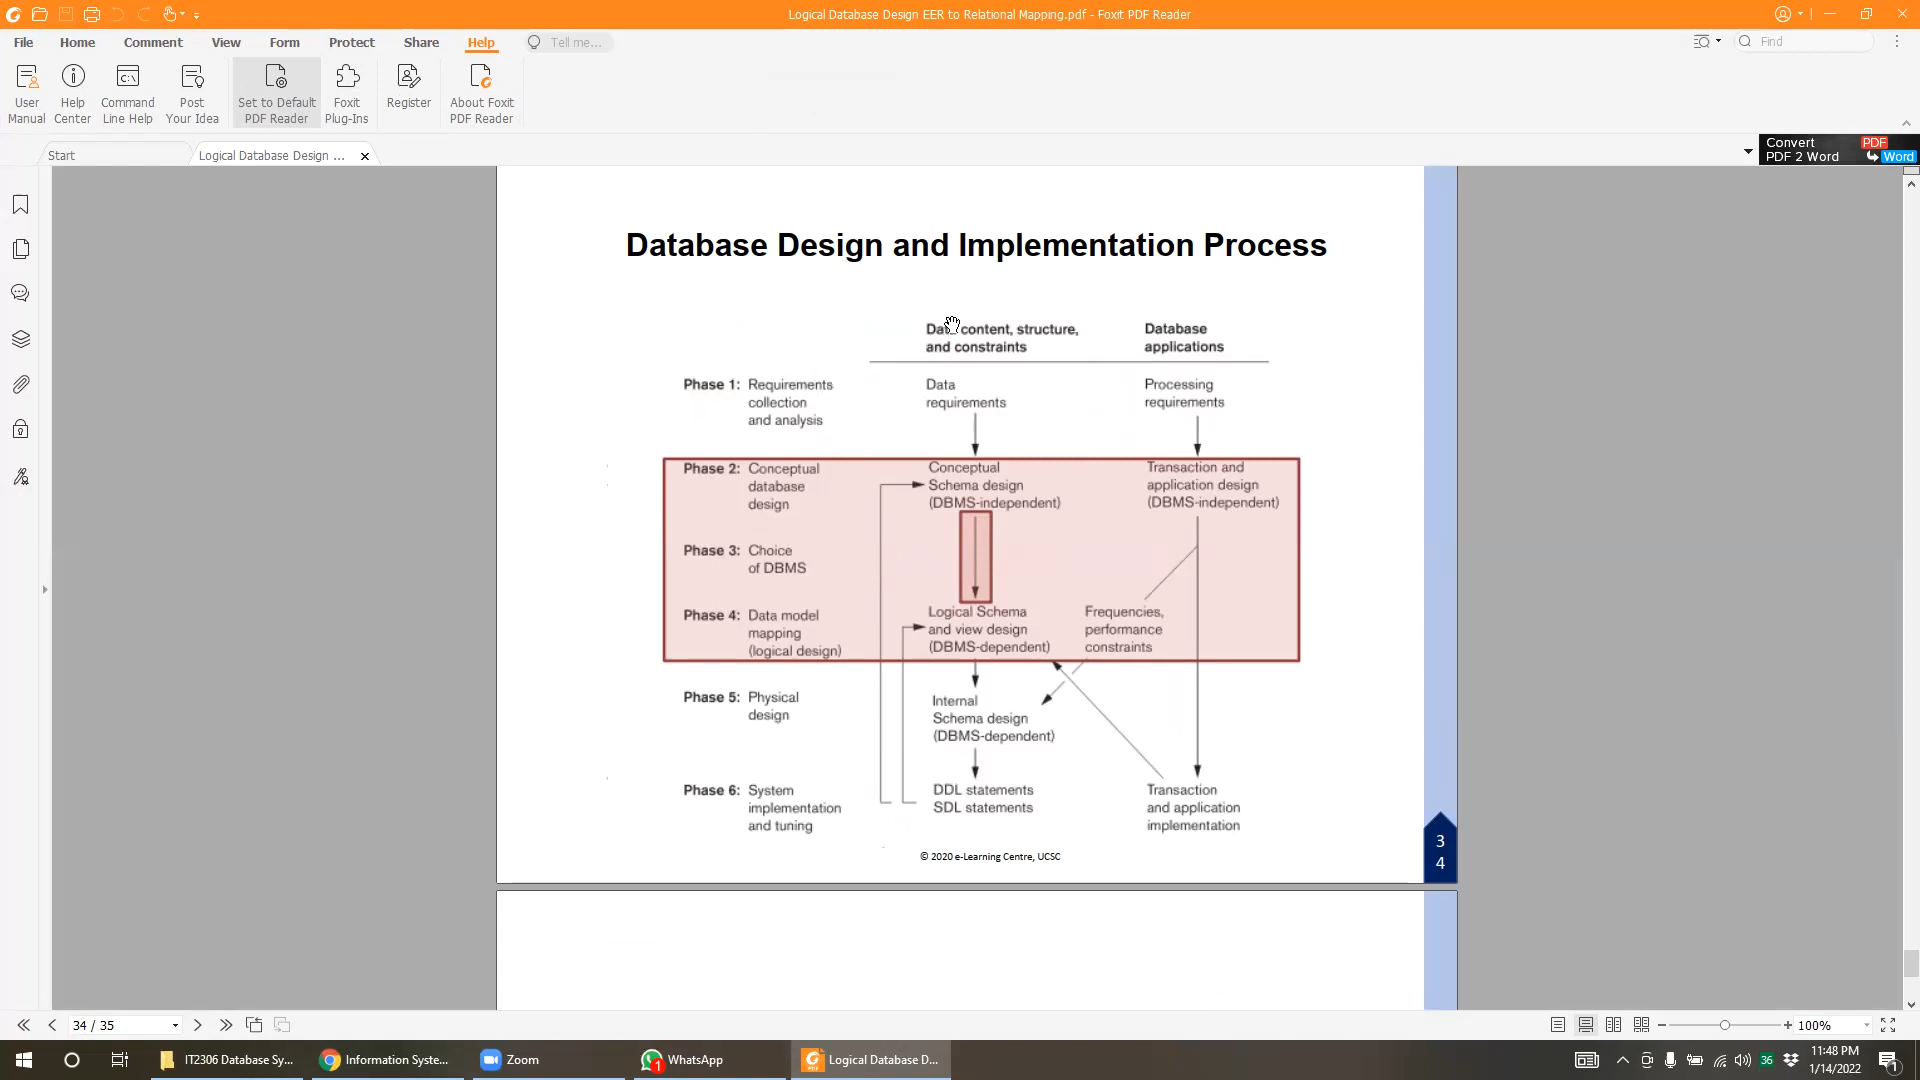 Logical Database Design EER to Relational Mapping.pdf - Foxit PDF Reader
File Home Comment View Form Protect Share Help Tell me... Find
User Manual
Help Center
Command Line Help
Post Your Idea
Set to Default PDF Reader
Foxit Plug-Ins
Register
About Foxit PDF Reader
Start
Logical Database Design ...
Convert PDF
PDF 2 Word Word
Database Design and Implementation Process
Data content, structure,
and constraints
Database
applications
Phase 1: Requirements
collection
and analysis
Data
requirements
Processing
requirements
Phase 2: Conceptual
database
design
Conceptual
Schema design
(DBMS-independent)
Transaction and
application design
(DBMS-independent)
Phase 3: Choice
of DBMS
Phase 4: Data model
mapping
(logical design)
Logical Schema
and view design
(DBMS-dependent)
Frequencies,
performance
constraints
Phase 5: Physical
design
Internal
Schema design
(DBMS-dependent)
Phase 6: System
implementation
and tuning
DDL statements
SDL statements
Transaction
and application
implementation
© 2020 e-Learning Centre, UCSC
3
4
34 / 35
100%
IT2306 Database Sy...
Information Syste...
Zoom
1
WhatsApp
Logical Database D...
36
11:48 PM
1/14/2022
1